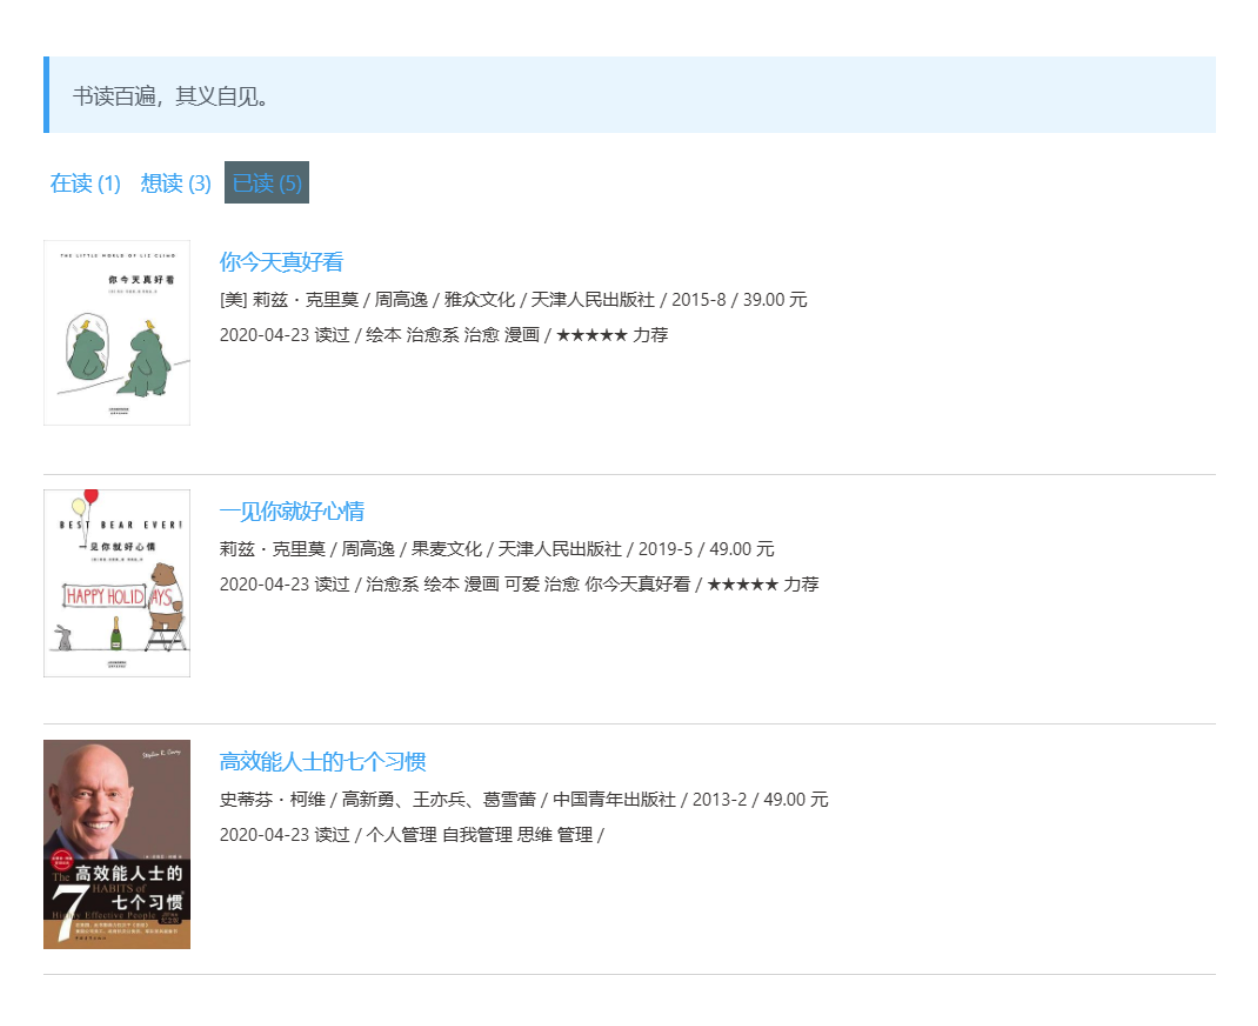 书读百遍，其义自见。
在读 (1) 想读 (3) 已读 (5)
THE LITTLE WORLD OF LIZ CLIMO
你今天真好看
你今天真好看
[美] 莉兹・克里莫 / 周高逸 / 雅众文化 / 天津人民出版社 / 2015-8 / 39.00 元
2020-04-23 读过 / 绘本 治愈系 治愈 漫画 / ★★★★★ 力荐
BEST BEAR EVER!
一见你就好心情
HAPPY HOLIDAYS
一见你就好心情
莉兹・克里莫 / 周高逸 / 果麦文化 / 天津人民出版社 / 2019-5 / 49.00 元
2020-04-23 读过 / 治愈系 绘本 漫画 可爱 治愈 你今天真好看 / ★★★★★ 力荐
Stephen R. Covey
The 高效能人士的
7 HABITS of
七个习惯
Highly Effective People
高效能人士的七个习惯
史蒂芬・柯维 / 高新勇、王亦兵、葛雪蕾 / 中国青年出版社 / 2013-2 / 49.00 元
2020-04-23 读过 / 个人管理 自我管理 思维 管理 /